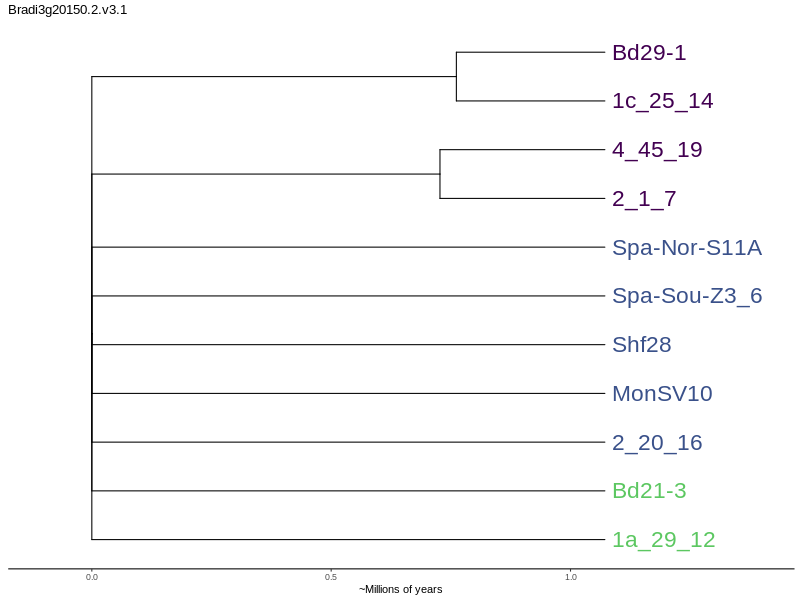 Bradi3g20150.2.v3.1
Bd29-1
1c_25_14
4_45_19
2_1_7
Spa-Nor-S11A
Spa-Sou-Z3_6
Shf28
MonSV10
2_20_16
Bd21-3
1a_29_12
0.0 0.5 1.0
~Millions of years